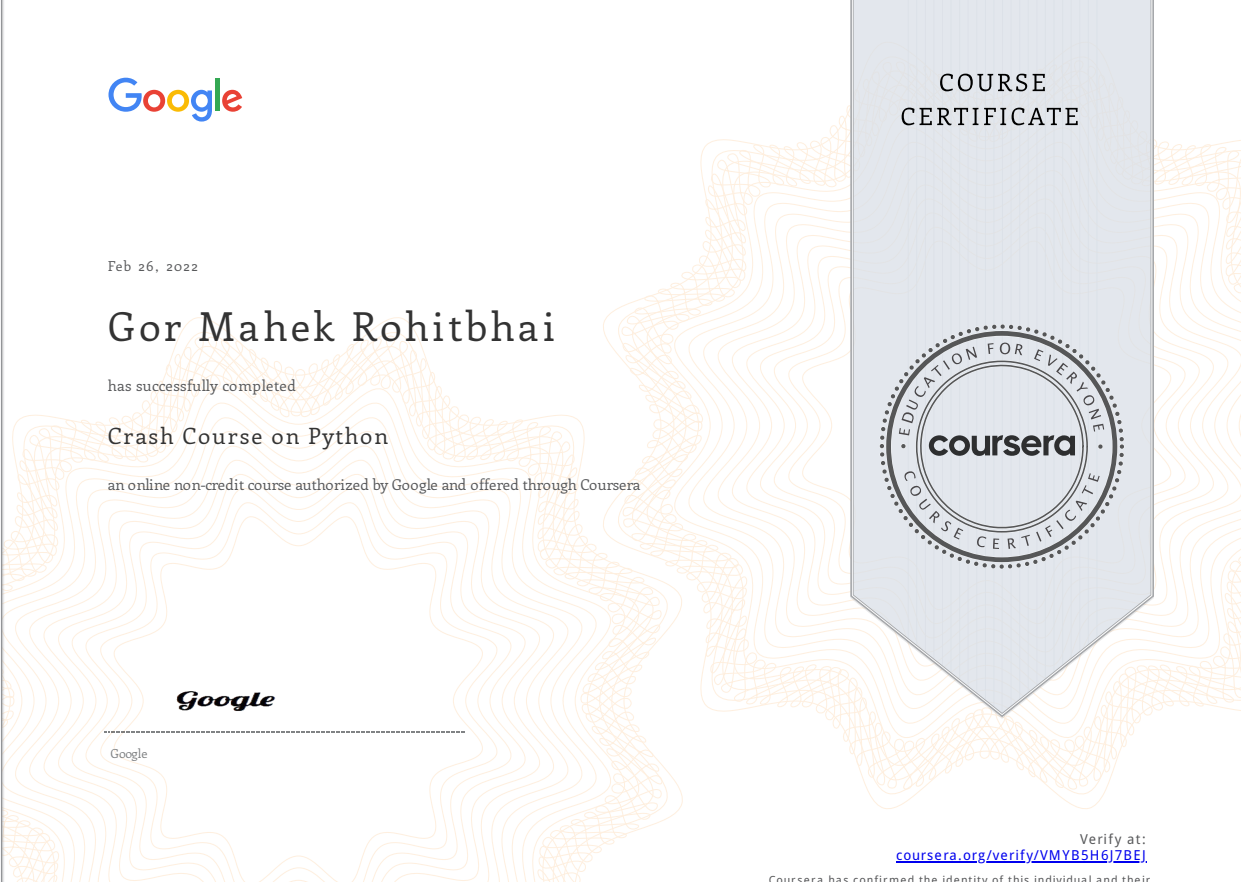 Google
COURSE
CERTIFICATE
Feb 26, 2022
Gor Mahek Rohitbhai
has successfully completed
Crash Course on Python
an online non-credit course authorized by Google and offered through Coursera
EDUCATION FOR EVERYONE
coursera
COURSE CERTIFICATE
Google
Google
Verify at:
coursera.org/verify/VMYB5H6J7BEJ
Coursera has confirmed the identity of this individual and their